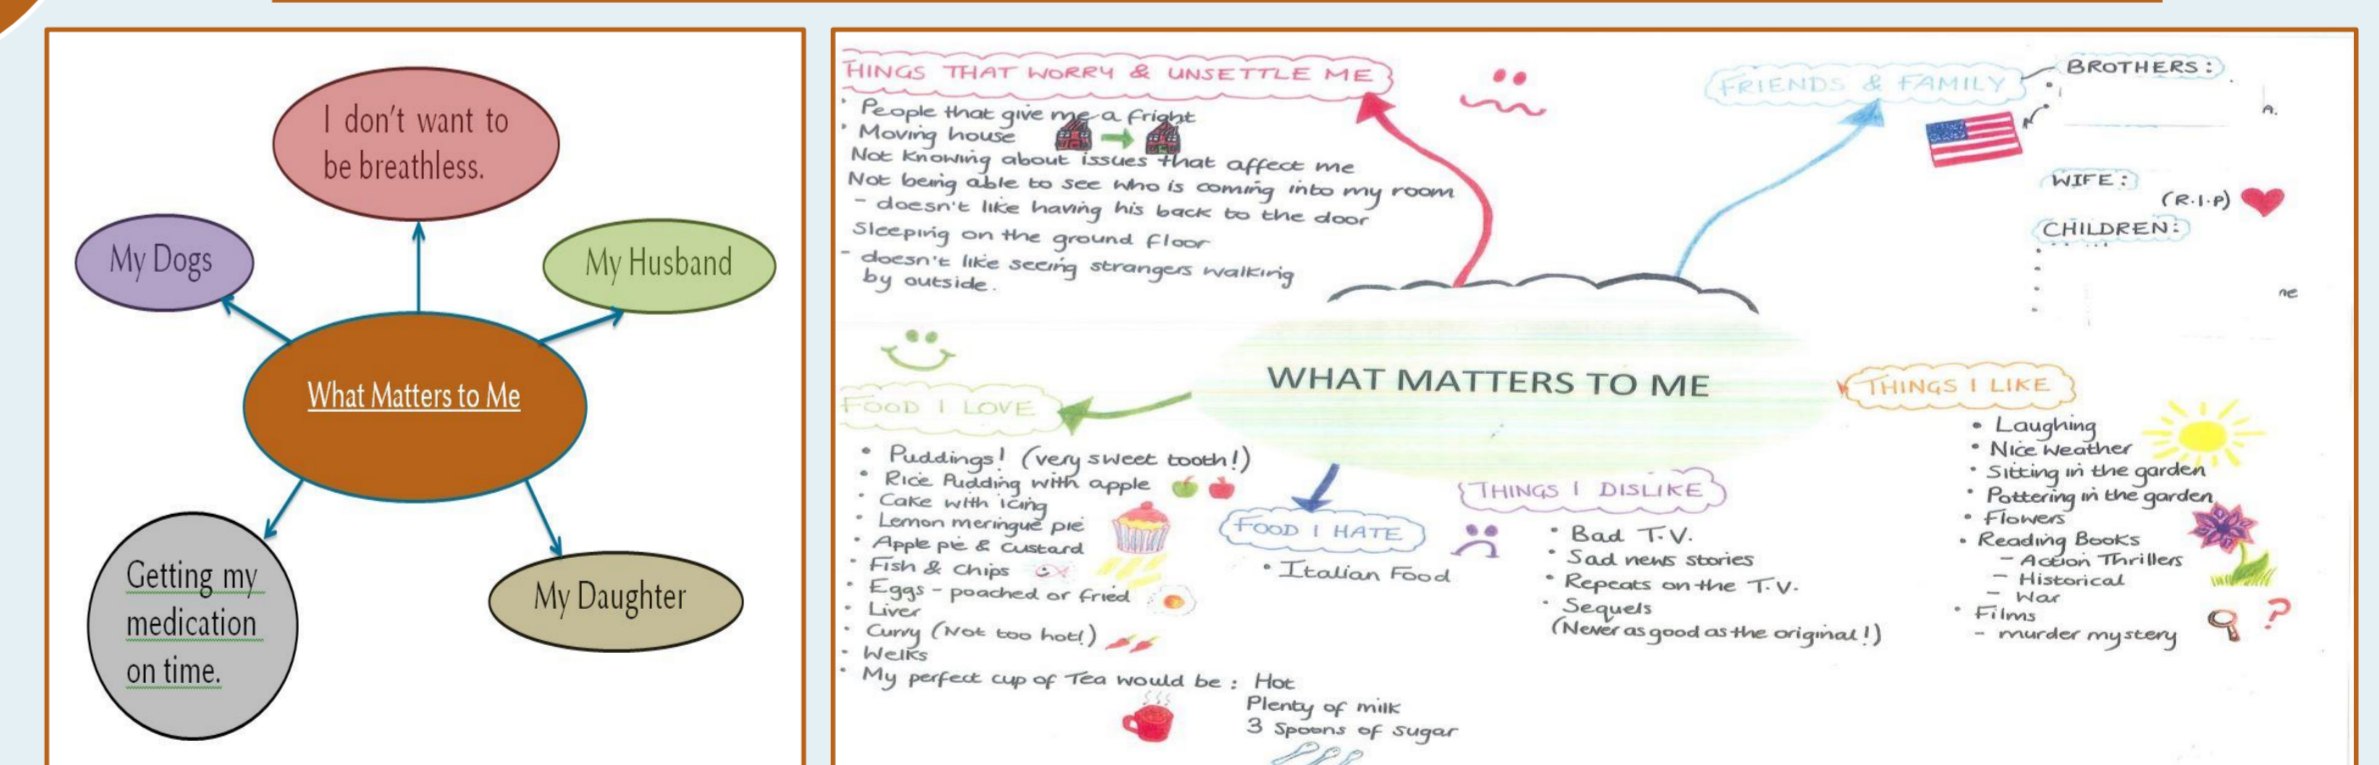 I don't want to
be breathless.
My Dogs
My Husband
What Matters to Me
Getting my
medication
on time.
My Daughter
HINGS THAT WORRY & UNSETTLE ME
People that give me a fright
Moving house
Not knowing about issues that affect me
Not being able to see who is coming into my room
- doesn't like having his back to the door
Sleeping on the ground floor
- doesn't like seeing strangers walking
by outside.
FRIENDS & FAMILY
BROTHERS:
WIFE:
(R.I.P)
CHILDREN:
ne
WHAT MATTERS TO ME
FOOD I LOVE
• Puddings! (very sweet tooth!)
• Rice Pudding with apple
• Cake with icing
• Lemon meringue pie
• Apple pie & custard
• Fish & Chips
• Eggs - poached or fried
• Liver
• Curry (Not too hot!)
• Welks
• My perfect cup of Tea would be : Hot
Plenty of milk
3 Spoons of sugar
FOOD I HATE
• Italian Food
THINGS I DISLIKE
• Bad T.V.
• Sad news stories
• Repeats on the T.V.
• Sequels
(Never as good as the original!)
THINGS I LIKE
• Laughing
• Nice Weather
• Sitting in the garden
• Pottering in the garden
• Flowers
• Reading Books
- Action Thrillers
- Historical
- War
• Films
- murder mystery
?